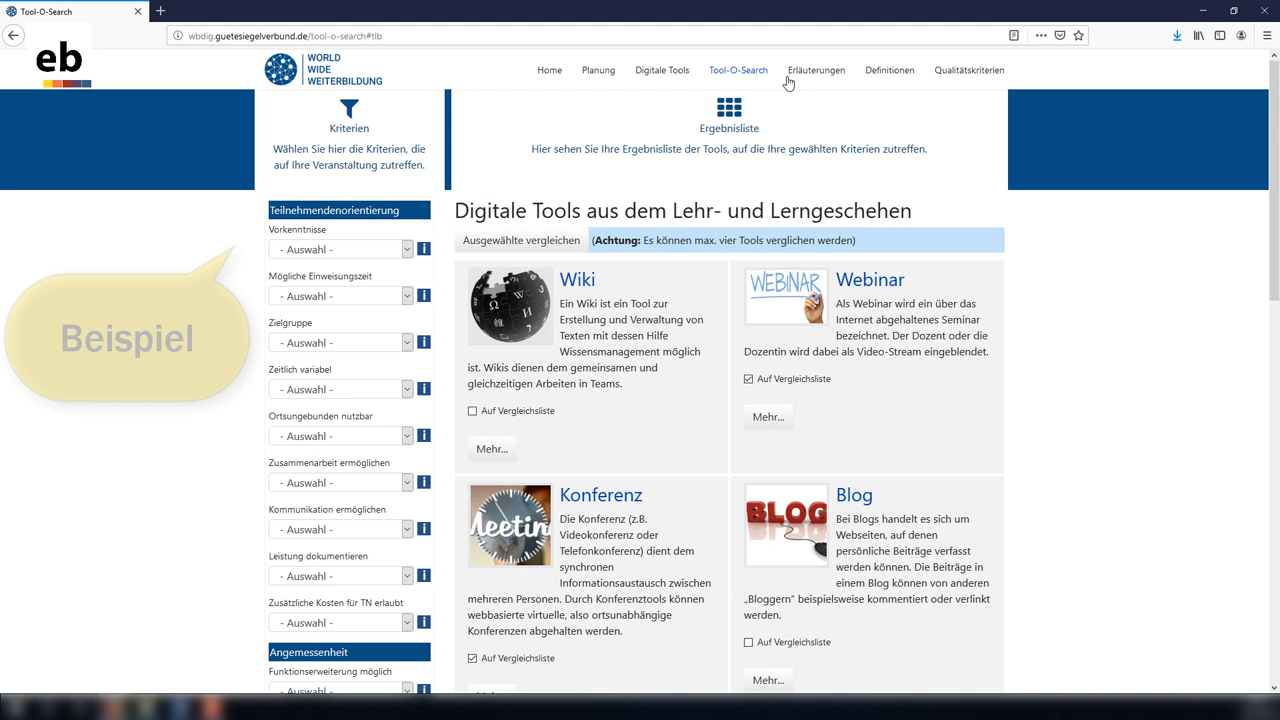 Tool-O-Search
wbdig.guetesiegelverbund.de/tool-o-search#tlb
eb
WORLD
WIDE
WEITERBILDUNG
Home
Planung
Digitale Tools
Tool-O-Search
Erläuterungen
Definitionen
Qualitätskriterien
Kriterien
Wählen Sie hier die Kriterien, die
auf Ihre Veranstaltung zutreffen.
Ergebnisliste
Hier sehen Sie Ihre Ergebnisliste der Tools, auf die Ihre gewählten Kriterien zutreffen.
Beispiel
Teilnehmendenorientierung
Vorkenntnisse
- Auswahl -
Mögliche Einweisungszeit
- Auswahl -
Zielgruppe
- Auswahl -
Zeitlich variabel
- Auswahl -
Ortsungebunden nutzbar
- Auswahl -
Zusammenarbeit ermöglichen
- Auswahl -
Kommunikation ermöglichen
- Auswahl -
Leistung dokumentieren
- Auswahl -
Zusätzliche Kosten für TN erlaubt
- Auswahl -
Angemessenheit
Funktionserweiterung möglich
- Auswahl -
Digitale Tools aus dem Lehr- und Lerngeschehen
Ausgewählte vergleichen
(Achtung: Es können max. vier Tools verglichen werden)
Wiki
Ein Wiki ist ein Tool zur
Erstellung und Verwaltung von
Texten mit dessen Hilfe
Wissensmanagement möglich
ist. Wikis dienen dem gemeinsamen und
gleichzeitigen Arbeiten in Teams.
Auf Vergleichsliste
Mehr...
WEBINAR
Webinar
Als Webinar wird ein über das
Internet abgehaltenes Seminar
bezeichnet. Der Dozent oder die
Dozentin wird dabei als Video-Stream eingeblendet.
Auf Vergleichsliste
Mehr...
Meetin
Konferenz
Die Konferenz (z.B.
Videokonferenz oder
Telefonkonferenz) dient dem
synchronen
Informationsaustausch zwischen
mehreren Personen. Durch Konferenztools können
webbasierte virtuelle, also ortsunabhängige
Konferenzen abgehalten werden.
Auf Vergleichsliste
BLOG
Blog
Bei Blogs handelt es sich um
Webseiten, auf denen
persönliche Beiträge verfasst
werden können. Die Beiträge in
einem Blog können von anderen
„Bloggern“ beispielsweise kommentiert oder verlinkt
werden.
Auf Vergleichsliste
Mehr...